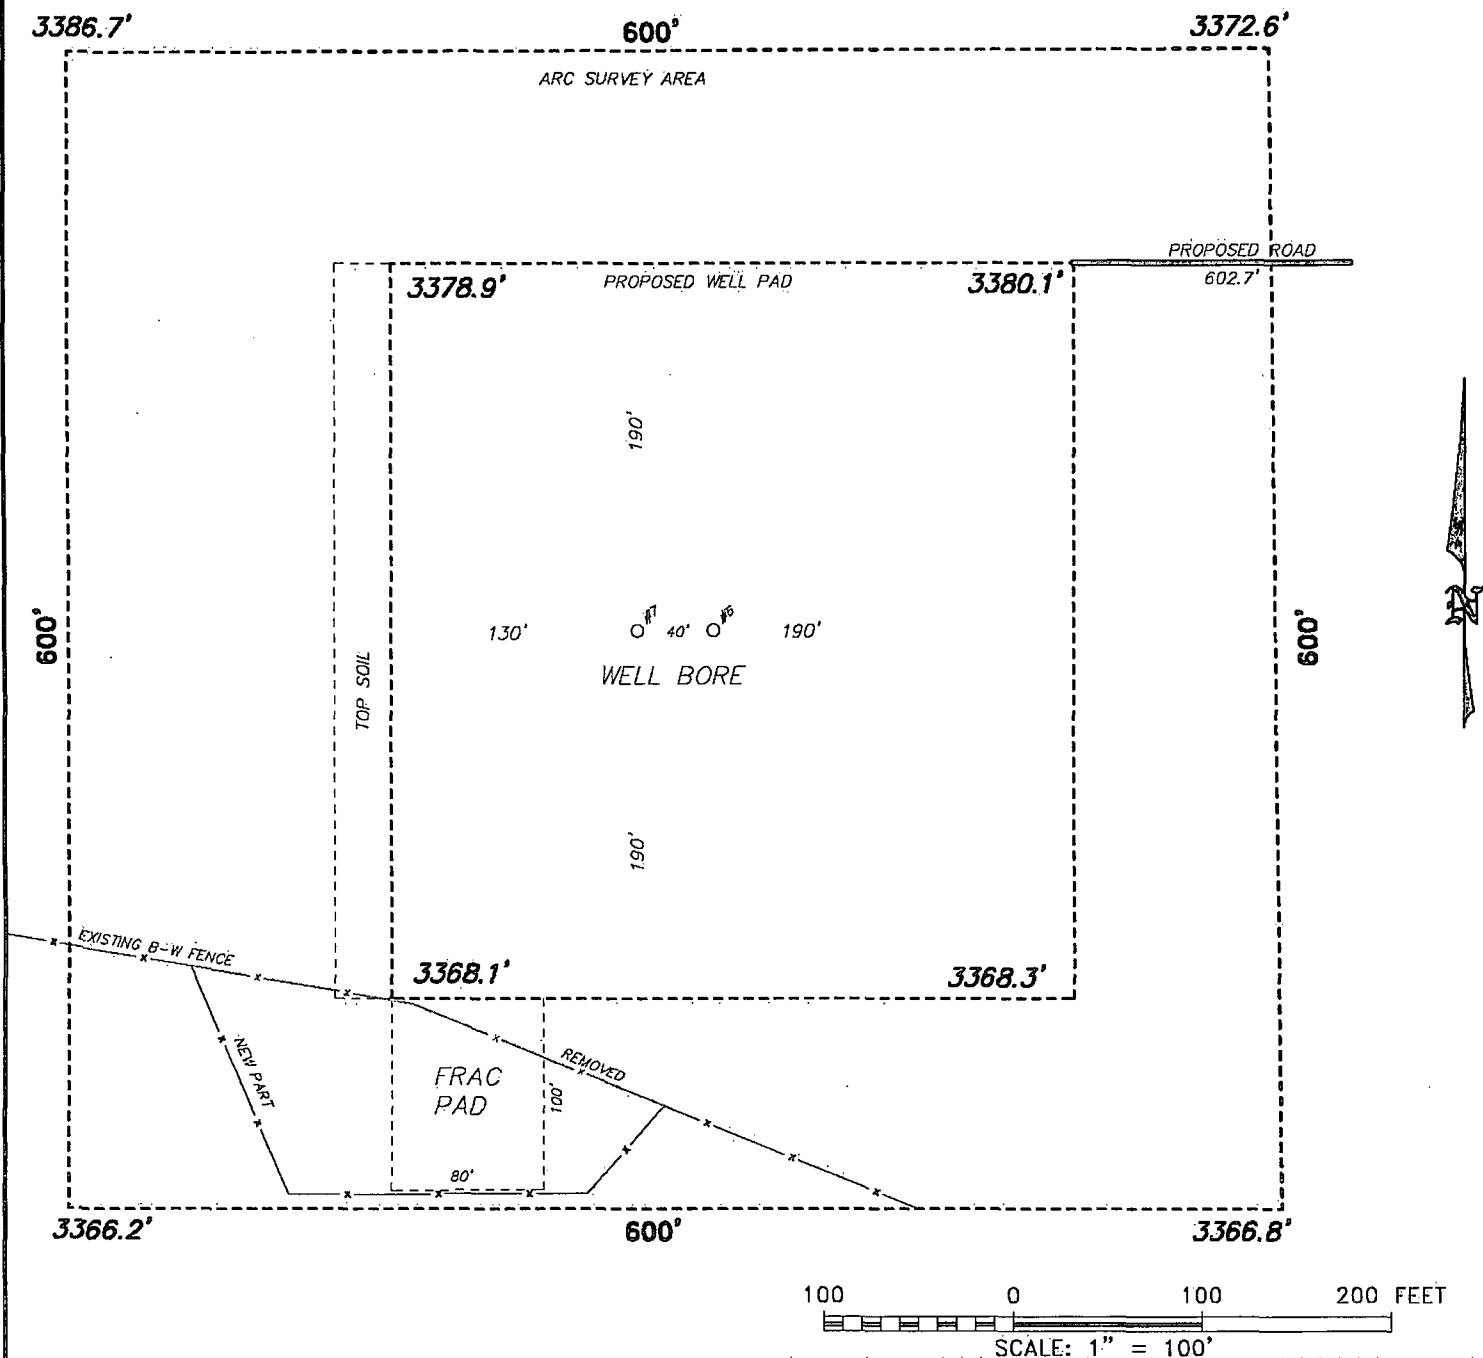 3386.7'
600'
3372.6'
ARC SURVEY AREA
PROPOSED ROAD
602.7'
3378.9'
PROPOSED WELL PAD
3380.1'
190'
600'
130'
#7
40'
#6
190'
600'
WELL BORE
TOP SOIL
190'
EXISTING B-W FENCE
3368.1'
3368.3'
NEW PART
REMOVED
FRAC
PAD
100'
80'
3366.2'
600'
3366.8'
100 0 100 200 FEET
SCALE: 1" = 100'